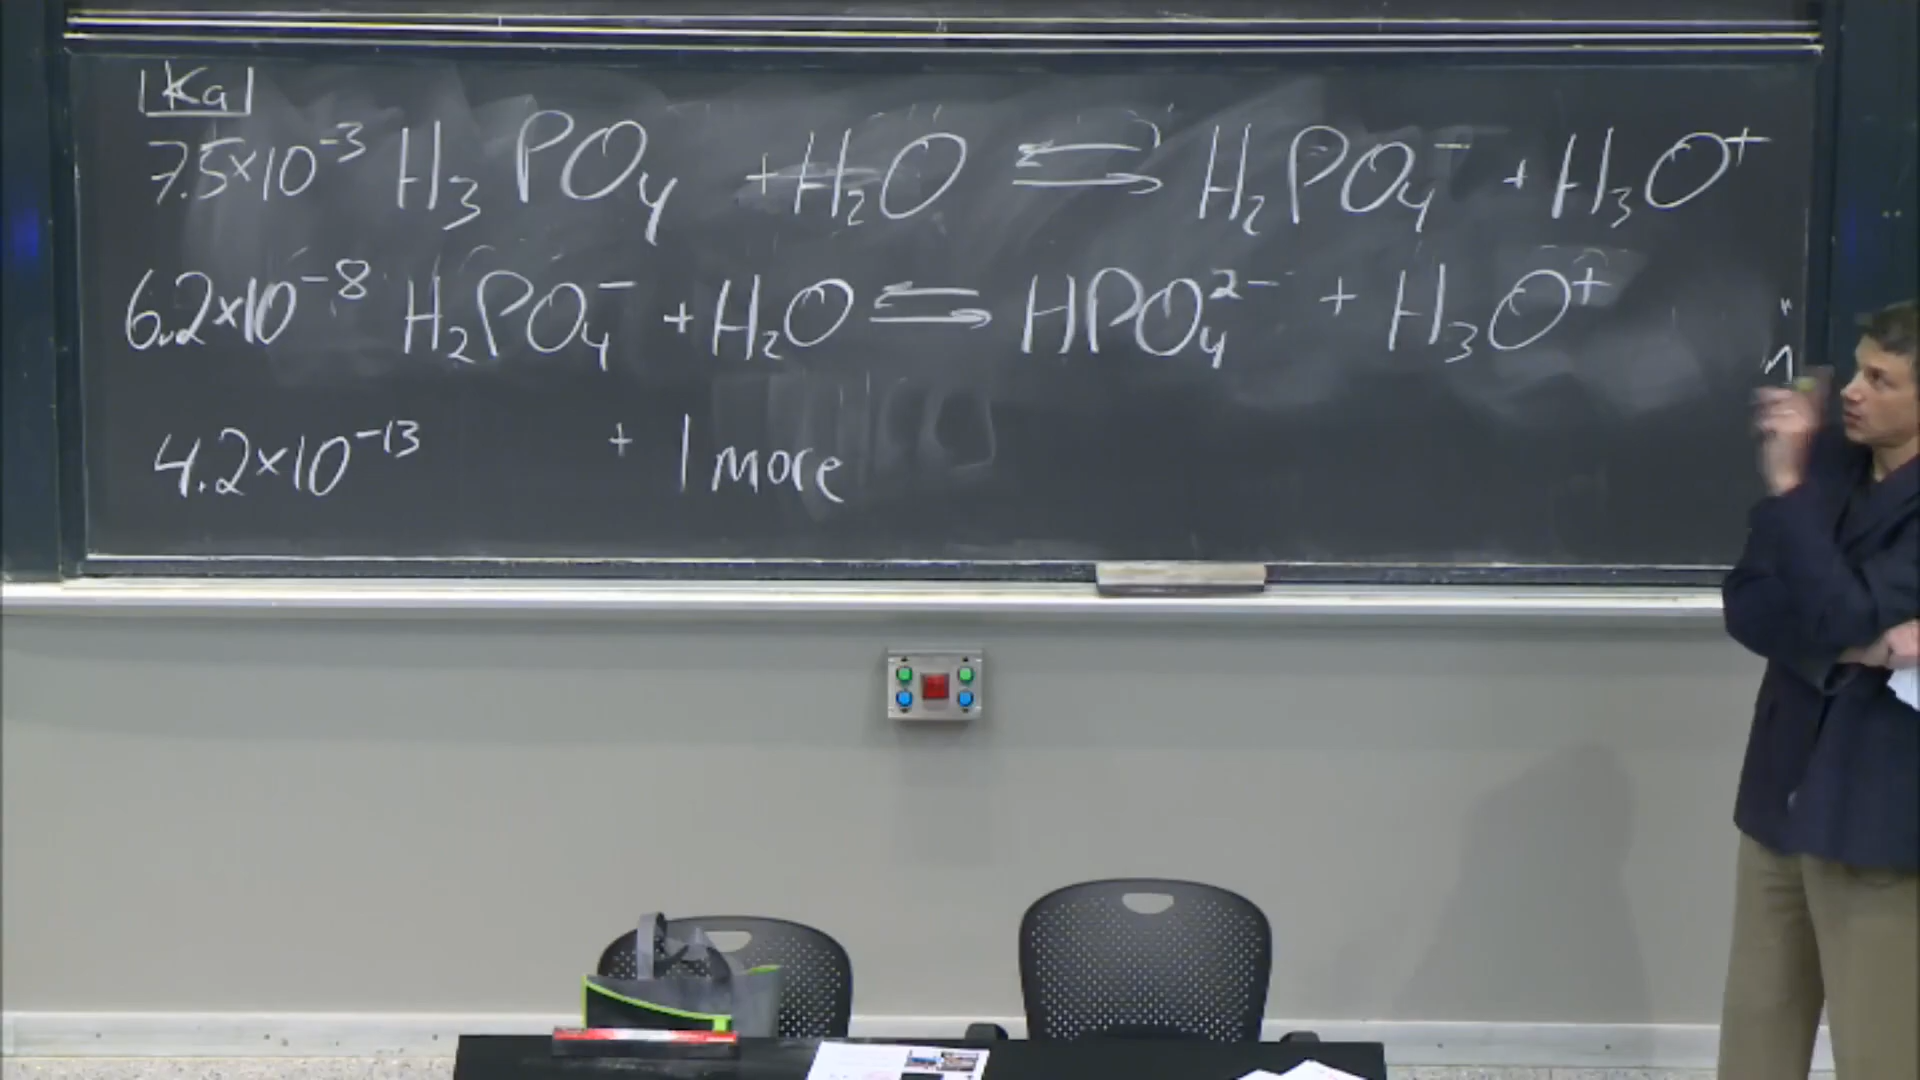 Ka
7.5×10⁻³ H₃PO₄ + H₂O ⇌ H₂PO₄⁻ + H₃O⁺
6.2×10⁻⁸ H₂PO₄⁻ + H₂O ⇌ HPO₄²⁻ + H₃O⁺
4.2×10⁻¹³ + 1 more